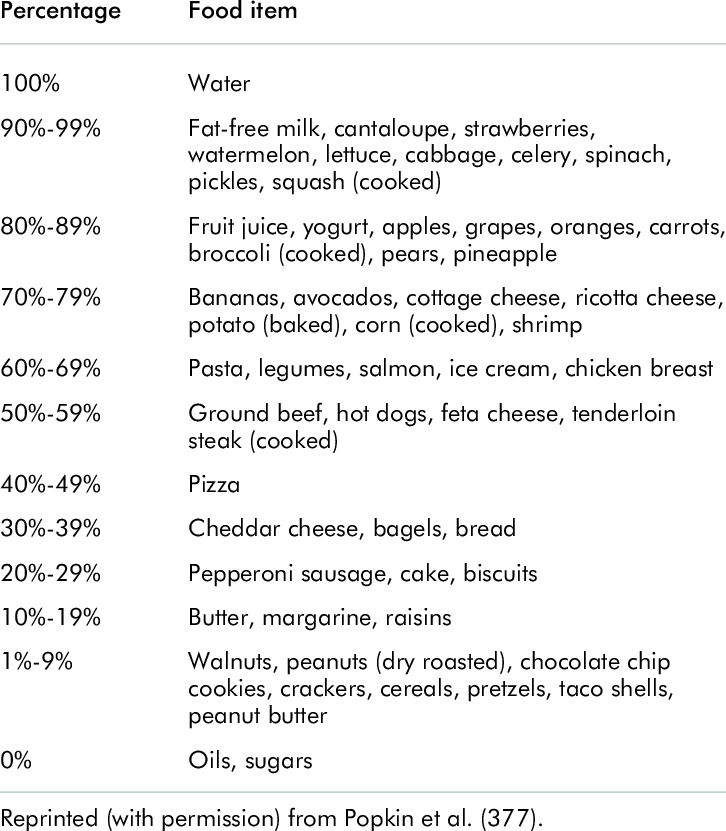 Percentage Food item
100% Water
90%-99% Fat-free milk, cantaloupe, strawberries,
watermelon, lettuce, cabbage, celery, spinach,
pickles, squash (cooked)
80%-89% Fruit juice, yogurt, apples, grapes, oranges, carrots,
broccoli (cooked), pears, pineapple
70%-79% Bananas, avocados, cottage cheese, ricotta cheese,
potato (baked), corn (cooked), shrimp
60%-69% Pasta, legumes, salmon, ice cream, chicken breast
50%-59% Ground beef, hot dogs, feta cheese, tenderloin
steak (cooked)
40%-49% Pizza
30%-39% Cheddar cheese, bagels, bread
20%-29% Pepperoni sausage, cake, biscuits
10%-19% Butter, margarine, raisins
1%-9% Walnuts, peanuts (dry roasted), chocolate chip
cookies, crackers, cereals, pretzels, taco shells,
peanut butter
0% Oils, sugars
Reprinted (with permission) from Popkin et al. (377).